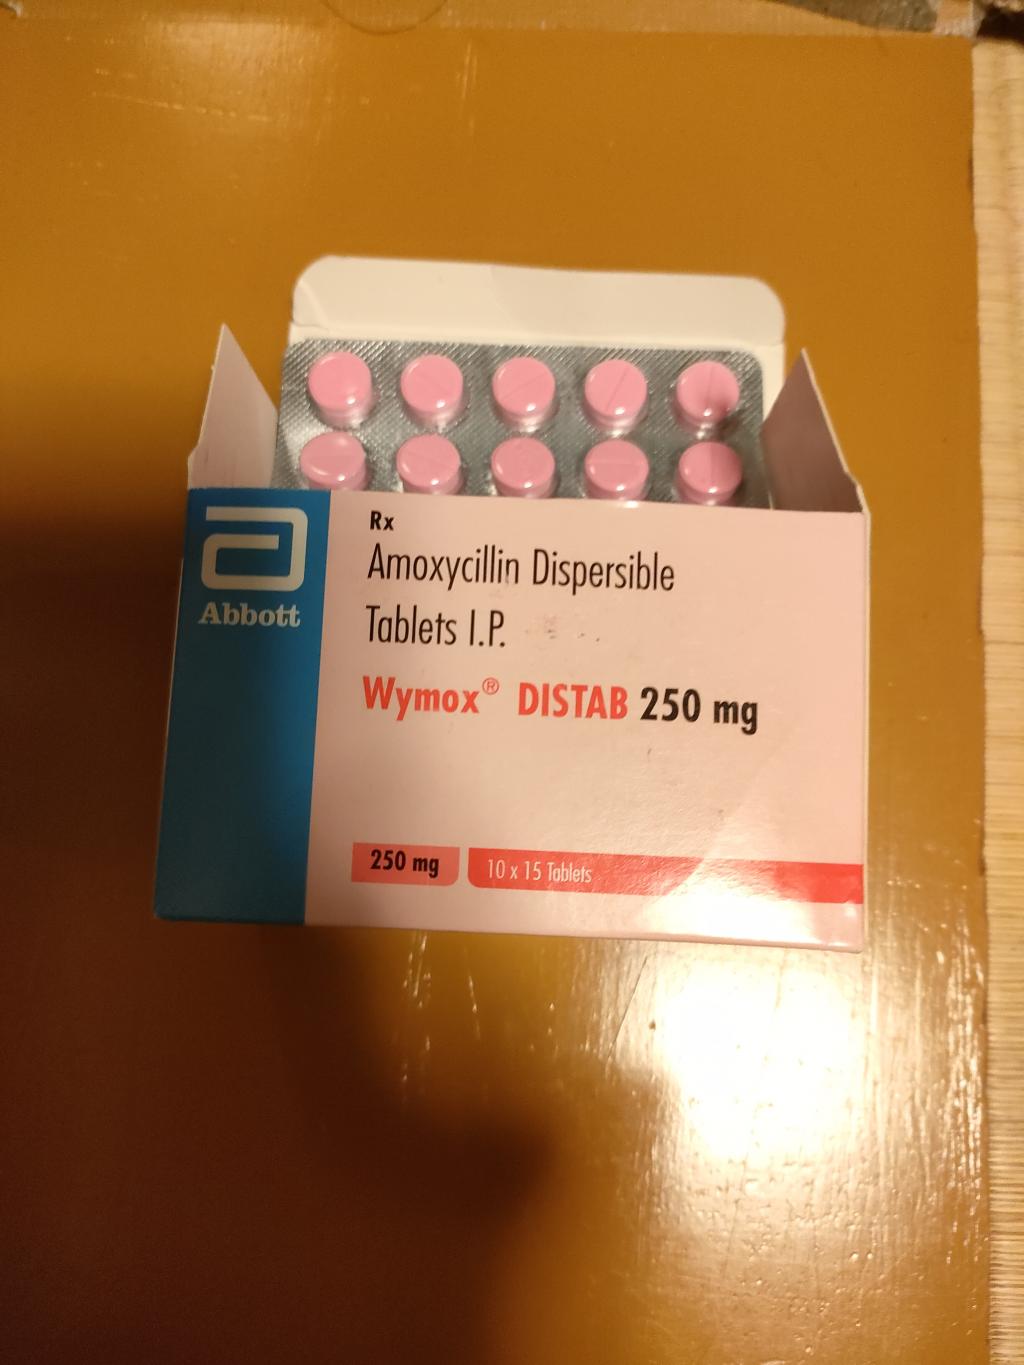 Abbott
Rx
Amoxycillin Dispersible
Tablets I.P.
Wymox® DISTAB 250 mg
250 mg
10 x 15 Tablets